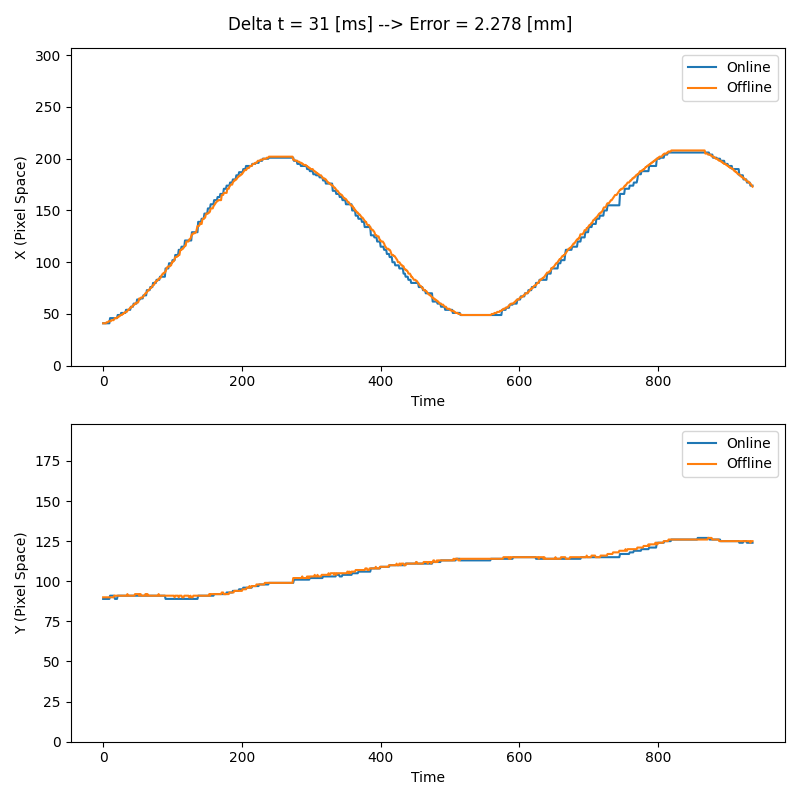 Delta t = 31 [ms] --> Error = 2.278 [mm]
300
250
200
150
100
50
0
X (Pixel Space)
0 200 400 600 800
Time
Online
Offline
175
150
125
100
75
50
25
0
Y (Pixel Space)
0 200 400 600 800
Time
Online
Offline